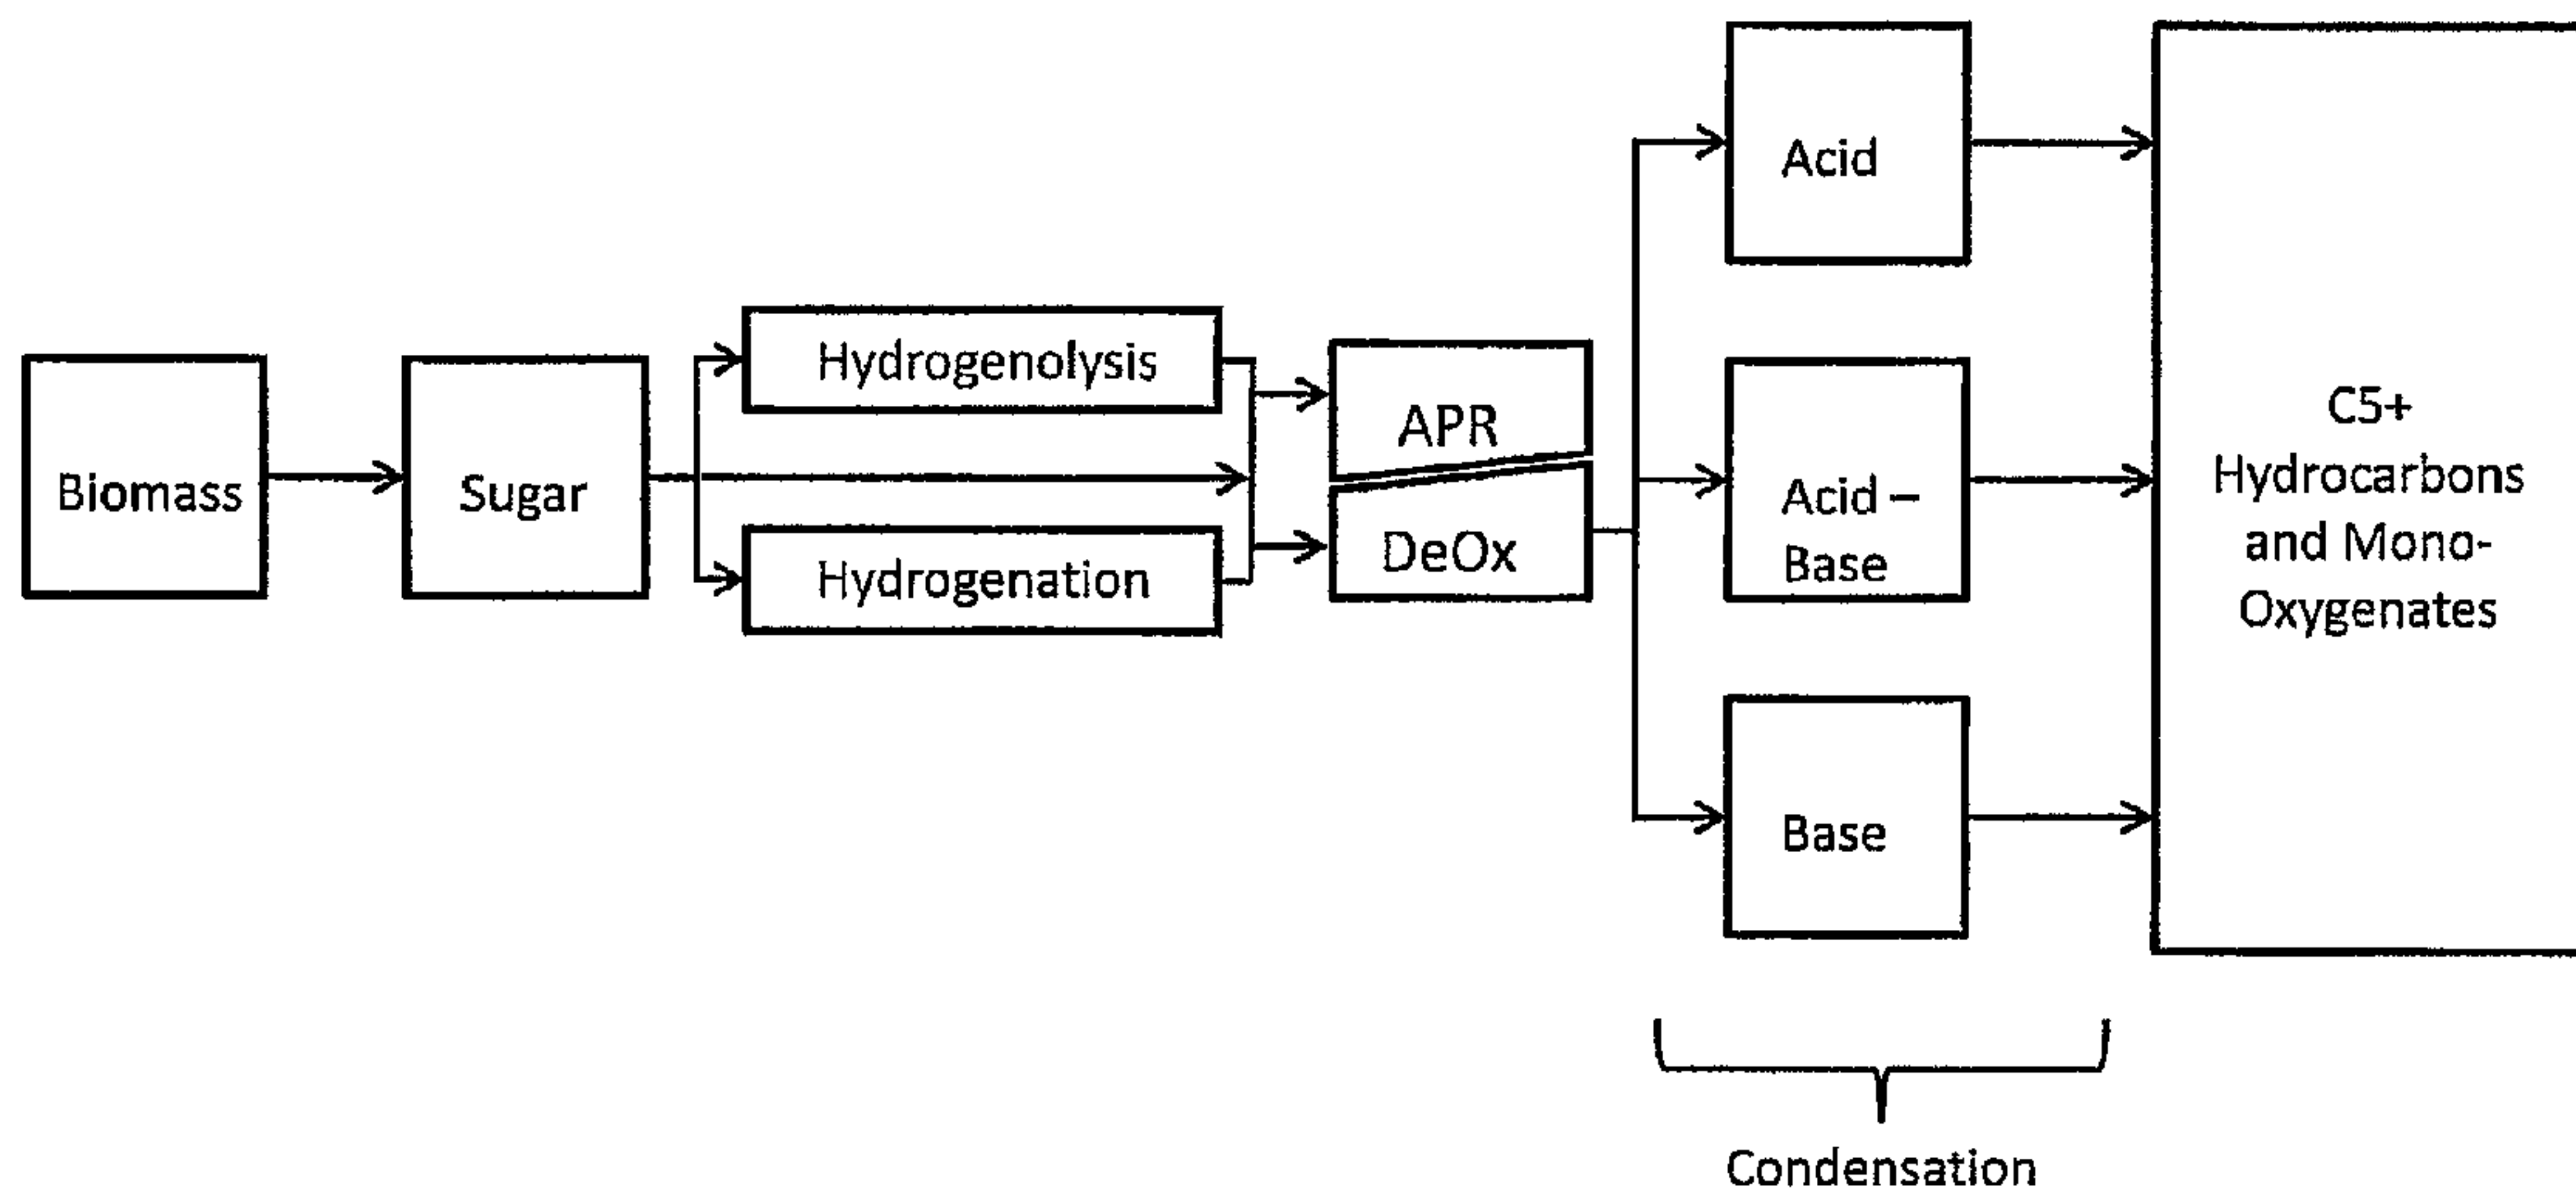 Biomass
Sugar
Hydrogenolysis
Hydrogenation
APR
DeOx
Acid
Acid –
Base
Base
C5+
Hydrocarbons
and Mono-
Oxygenates
Condensation